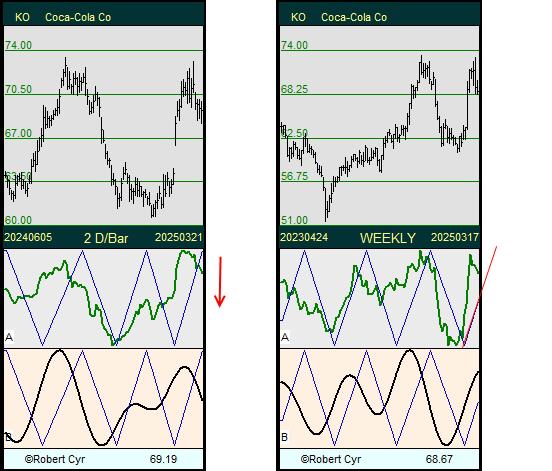 KO Coca-Cola Co
74.00
70.50
67.00
63.50
60.00
20240605 2 D/Bar 20250321
A
B
©Robert Cyr 69.19
KO Coca-Cola Co
74.00
68.25
62.50
56.75
51.00
20230424 WEEKLY 20250317
A
B
©Robert Cyr 68.67